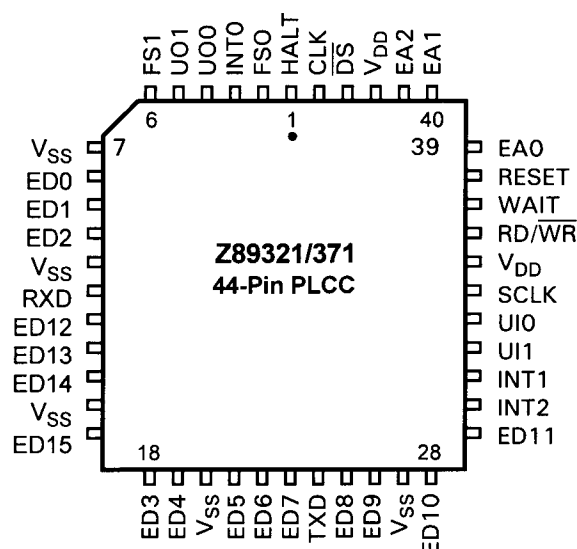 FS1
UO1
UO0
INT0
FS0
HALT
CLK
DS
VDD
EA2
EA1
6
1
40
7
39
VSS
ED0
ED1
ED2
VSS
RXD
ED12
ED13
ED14
VSS
ED15
Z89321/371
44-Pin PLCC
EA0
RESET
WAIT
RD/WR
VDD
SCLK
UI0
UI1
INT1
INT2
ED11
18
28
ED3
ED4
VSS
ED5
ED6
ED7
TXD
ED8
ED9
VSS
ED10